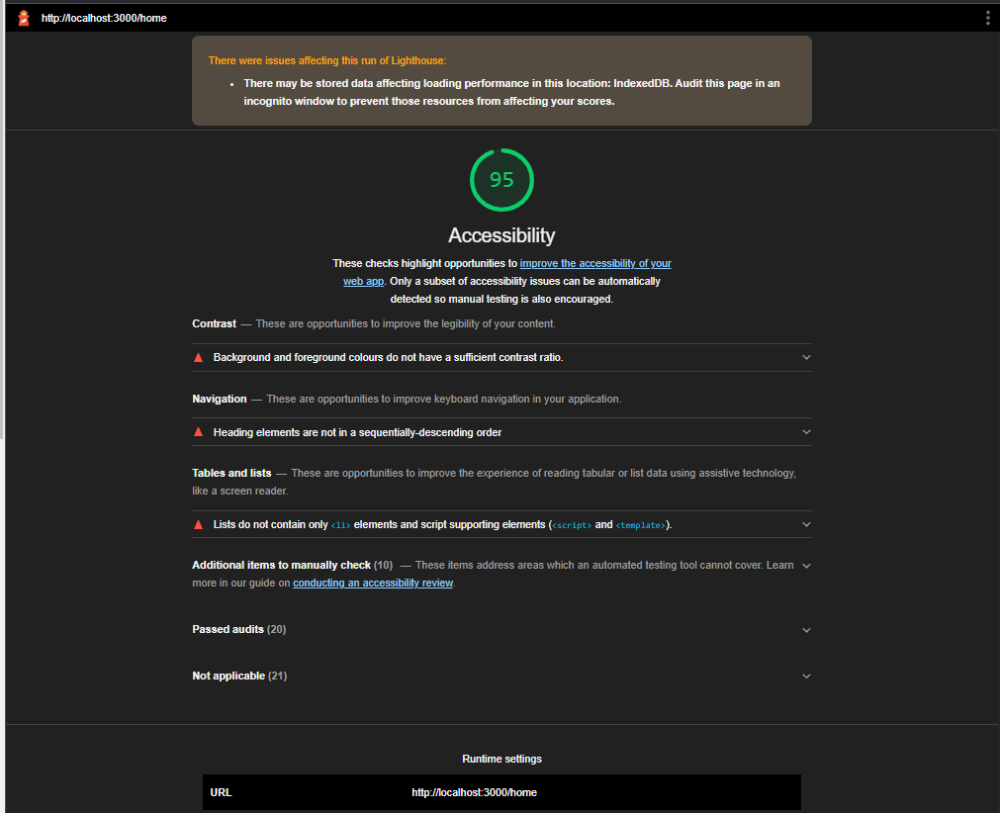 http://localhost:3000/home
There were issues affecting this run of Lighthouse:
• There may be stored data affecting loading performance in this location: IndexedDB. Audit this page in an
incognito window to prevent those resources from affecting your scores.
95
Accessibility
These checks highlight opportunities to improve the accessibility of your
web app. Only a subset of accessibility issues can be automatically
detected so manual testing is also encouraged.
Contrast — These are opportunities to improve the legibility of your content.
Background and foreground colours do not have a sufficient contrast ratio.
Navigation — These are opportunities to improve keyboard navigation in your application.
Heading elements are not in a sequentially-descending order
Tables and lists — These are opportunities to improve the experience of reading tabular or list data using assistive technology,
like a screen reader.
Lists do not contain only <li> elements and script supporting elements (<script> and <template>).
Additional items to manually check (10) — These items address areas which an automated testing tool cannot cover. Learn
more in our guide on conducting an accessibility review.
Passed audits (20)
Not applicable (21)
Runtime settings
URL http://localhost:3000/home